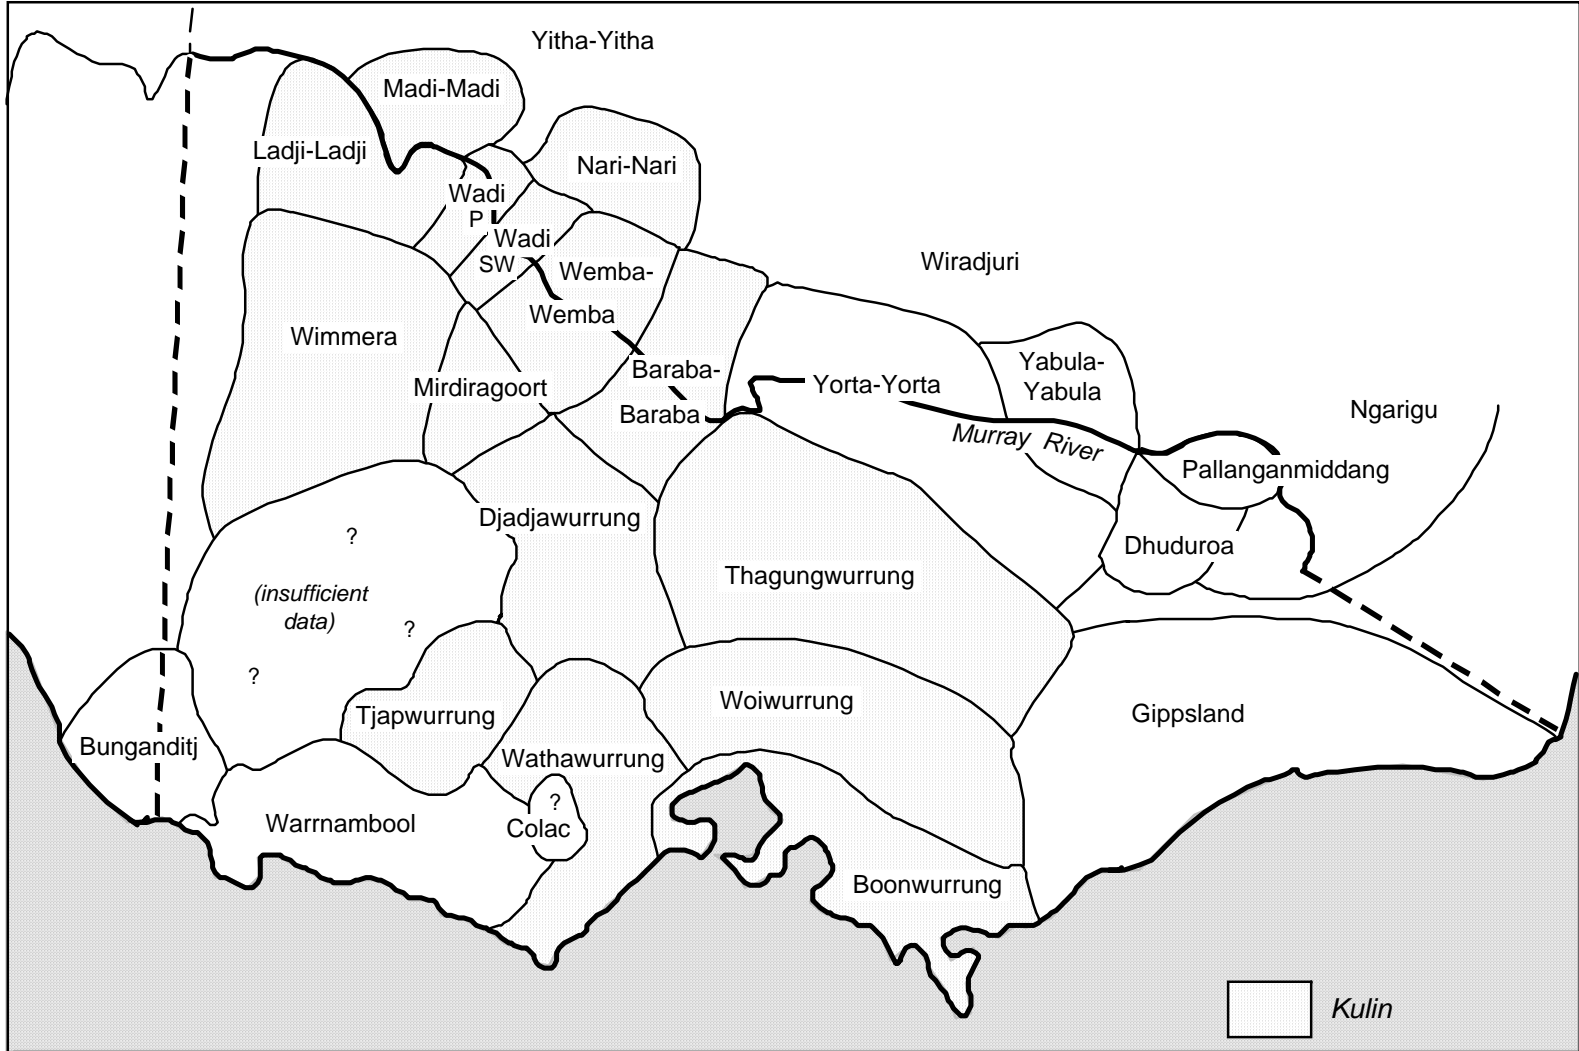 Yitha-Yitha
Madi-Madi
Ladji-Ladji
Nari-Nari
Wadi
P
Wadi
SW
Wemba-
Wemba
Wiradjuri
Wimmera
Mirdiragoort
Baraba-
Baraba
Yorta-Yorta
Yabula-
Yabula
Ngarigu
Murray River
Pallanganmiddang
Djadjawurrung
Dhuduroa
?
(insufficient
data)
?
?
Thagungwurrung
Tjapwurrung
Woiwurrung
Gippsland
Bunganditj
Wathawurrung
?
Colac
Warrnambool
Boonwurrung
Kulin